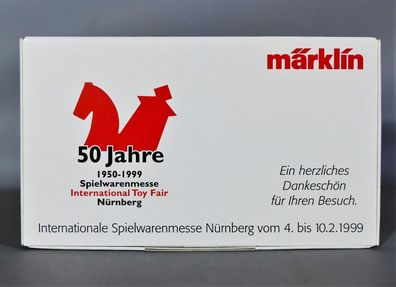 märklin
50 Jahre
1950-1999
Spielwarenmesse
International Toy Fair
Nürnberg
Ein herzliches
Dankeschön
für Ihren Besuch.
Internationale Spielwarenmesse Nürnberg vom 4. bis 10.2.1999